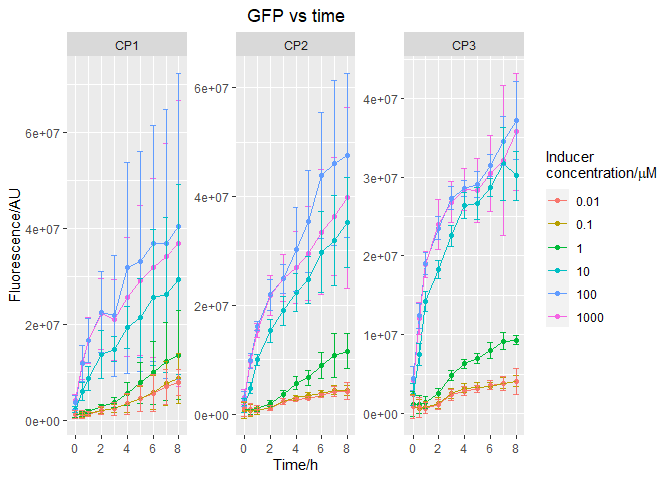 GFP vs time
CP1
CP2
CP3
Fluorescence/AU
6e+07
4e+07
2e+07
0e+00
6e+07
4e+07
2e+07
0e+00
4e+07
3e+07
2e+07
1e+07
0e+00
0 2 4 6 8
0 2 4 6 8
0 2 4 6 8
Time/h
Inducer
concentration/μM
0.01
0.1
1
10
100
1000